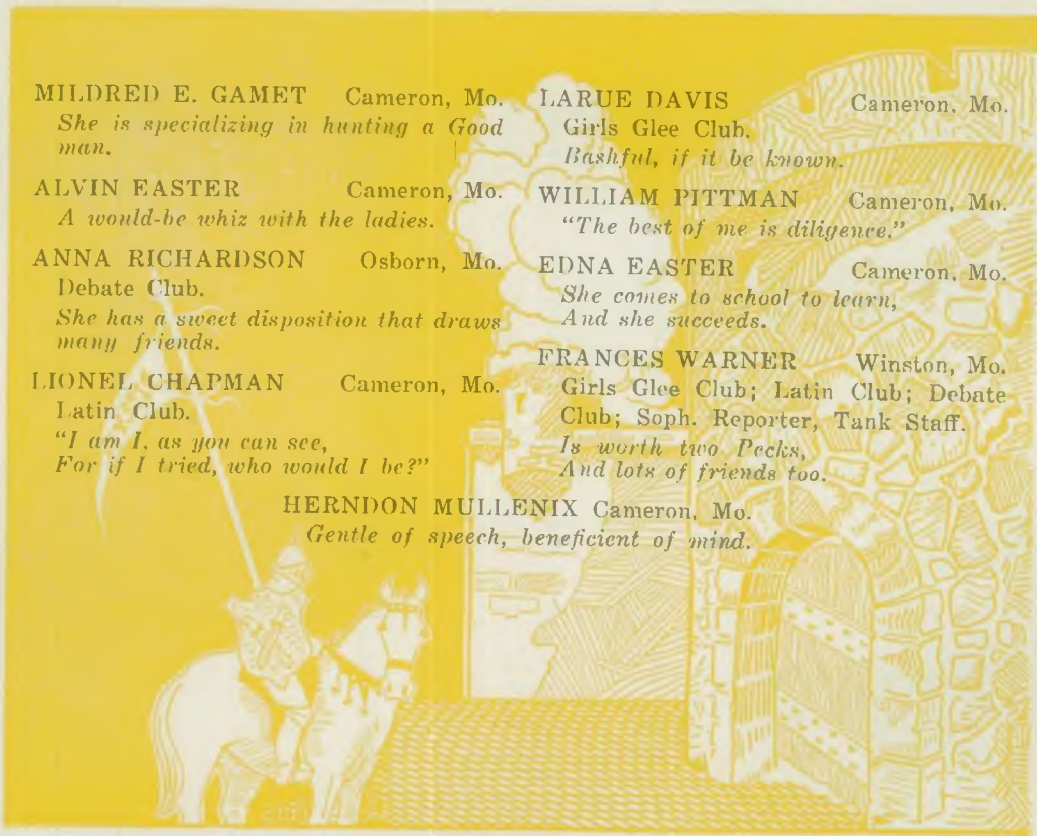 MILDRED E. GAMET Cameron, Mo.
She is specializing in hunting a Good
man.
ALVIN EASTER Cameron, Mo.
A would-be whiz with the ladies.
ANNA RICHARDSON Osborn, Mo.
Debate Club.
She has a sweet disposition that draws
many friends.
LIONEL CHAPMAN Cameron, Mo.
Latin Club.
"I am I, as you can see,
For if I tried, who would I be?"
LARUE DAVIS Cameron, Mo.
Girls Glee Club.
Bashful, if it be known.
WILLIAM PITTMAN Cameron, Mo.
"The best of me is diligence."
EDNA EASTER Cameron, Mo.
She comes to school to learn,
And she succeeds.
FRANCES WARNER Winston, Mo.
Girls Glee Club; Latin Club; Debate
Club; Soph. Reporter, Tank Staff.
Is worth two Pecks,
And lots of friends too.
HERNDON MULLENIX Cameron, Mo.
Gentle of speech, beneficient of mind.